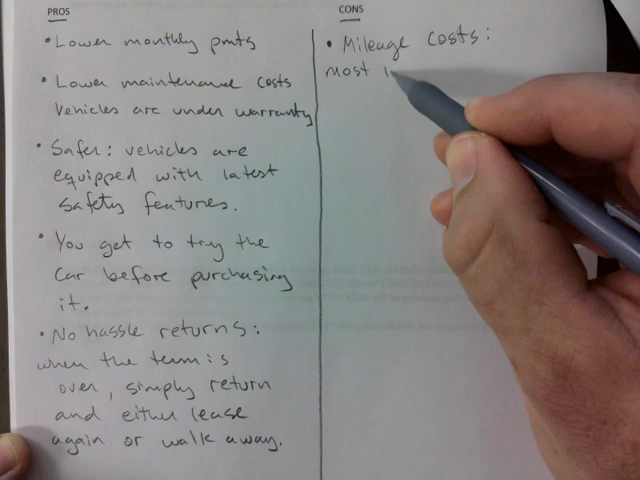 PROS
• Lower monthly pmts
• Lower maintenance costs
vehicles are under warranty
• Safer: vehicles are
equipped with latest
safety features.
• You get to try the
car before purchasing
it.
• No hassle returns:
when the term is
over, simply return
and either lease
again or walk away.
CONS
• Mileage costs:
most